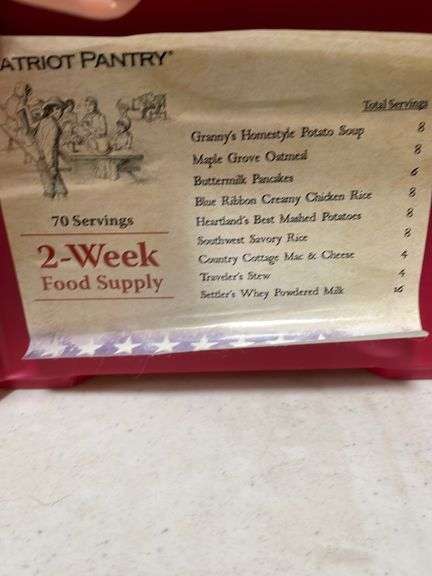 ATRIOT PANTRY®
70 Servings
2-Week
Food Supply
Total Servings
Granny's Homestyle Potato Soup 8
Maple Grove Oatmeal 8
Buttermilk Pancakes 6
Blue Ribbon Creamy Chicken Rice 8
Heartland's Best Mashed Potatoes 8
Southwest Savory Rice 8
Country Cottage Mac & Cheese 4
Traveler's Stew 4
Settler's Whey Powdered Milk 16